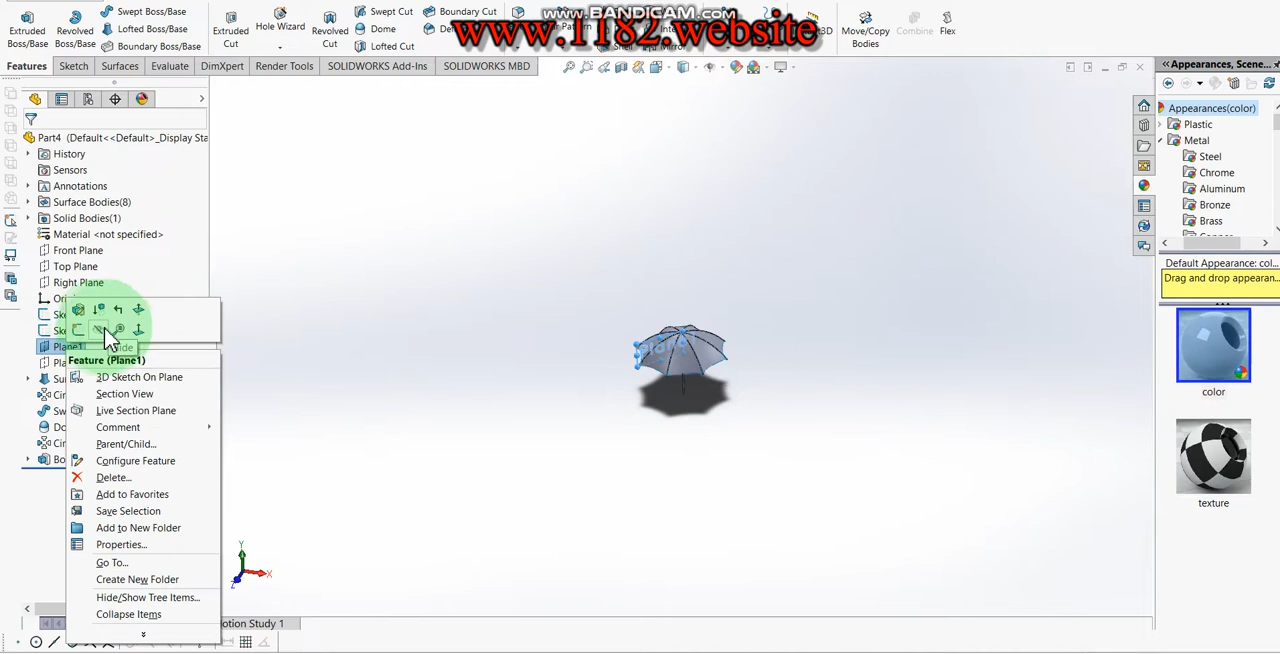 www.BANDICAM.com
www.1182.website
Extruded Boss/Base
Revolved Boss/Base
Swept Boss/Base
Lofted Boss/Base
Boundary Boss/Base
Extruded Cut
Hole Wizard
Revolved Cut
Swept Cut
Dome
Lofted Cut
Boundary Cut
Mirror
Move/Copy Bodies
Combine
Flex
Features
Sketch
Surfaces
Evaluate
DimXpert
Render Tools
SOLIDWORKS Add-Ins
SOLIDWORKS MBD
Part4 (Default<<Default>_Display Sta
History
Sensors
Annotations
Surface Bodies(8)
Solid Bodies(1)
Material <not specified>
Front Plane
Top Plane
Right Plane
Plane1
Feature (Plane1)
3D Sketch On Plane
Section View
Live Section Plane
Comment
Parent/Child...
Configure Feature
Delete...
Add to Favorites
Save Selection
Add to New Folder
Properties...
Go To...
Create New Folder
Hide/Show Tree Items...
Collapse Items
otion Study 1
Y
X
Z
Appearances, Scene...
Appearances(color)
Plastic
Metal
Steel
Chrome
Aluminum
Bronze
Brass
Default Appearance: col...
Drag and drop appearan...
color
texture